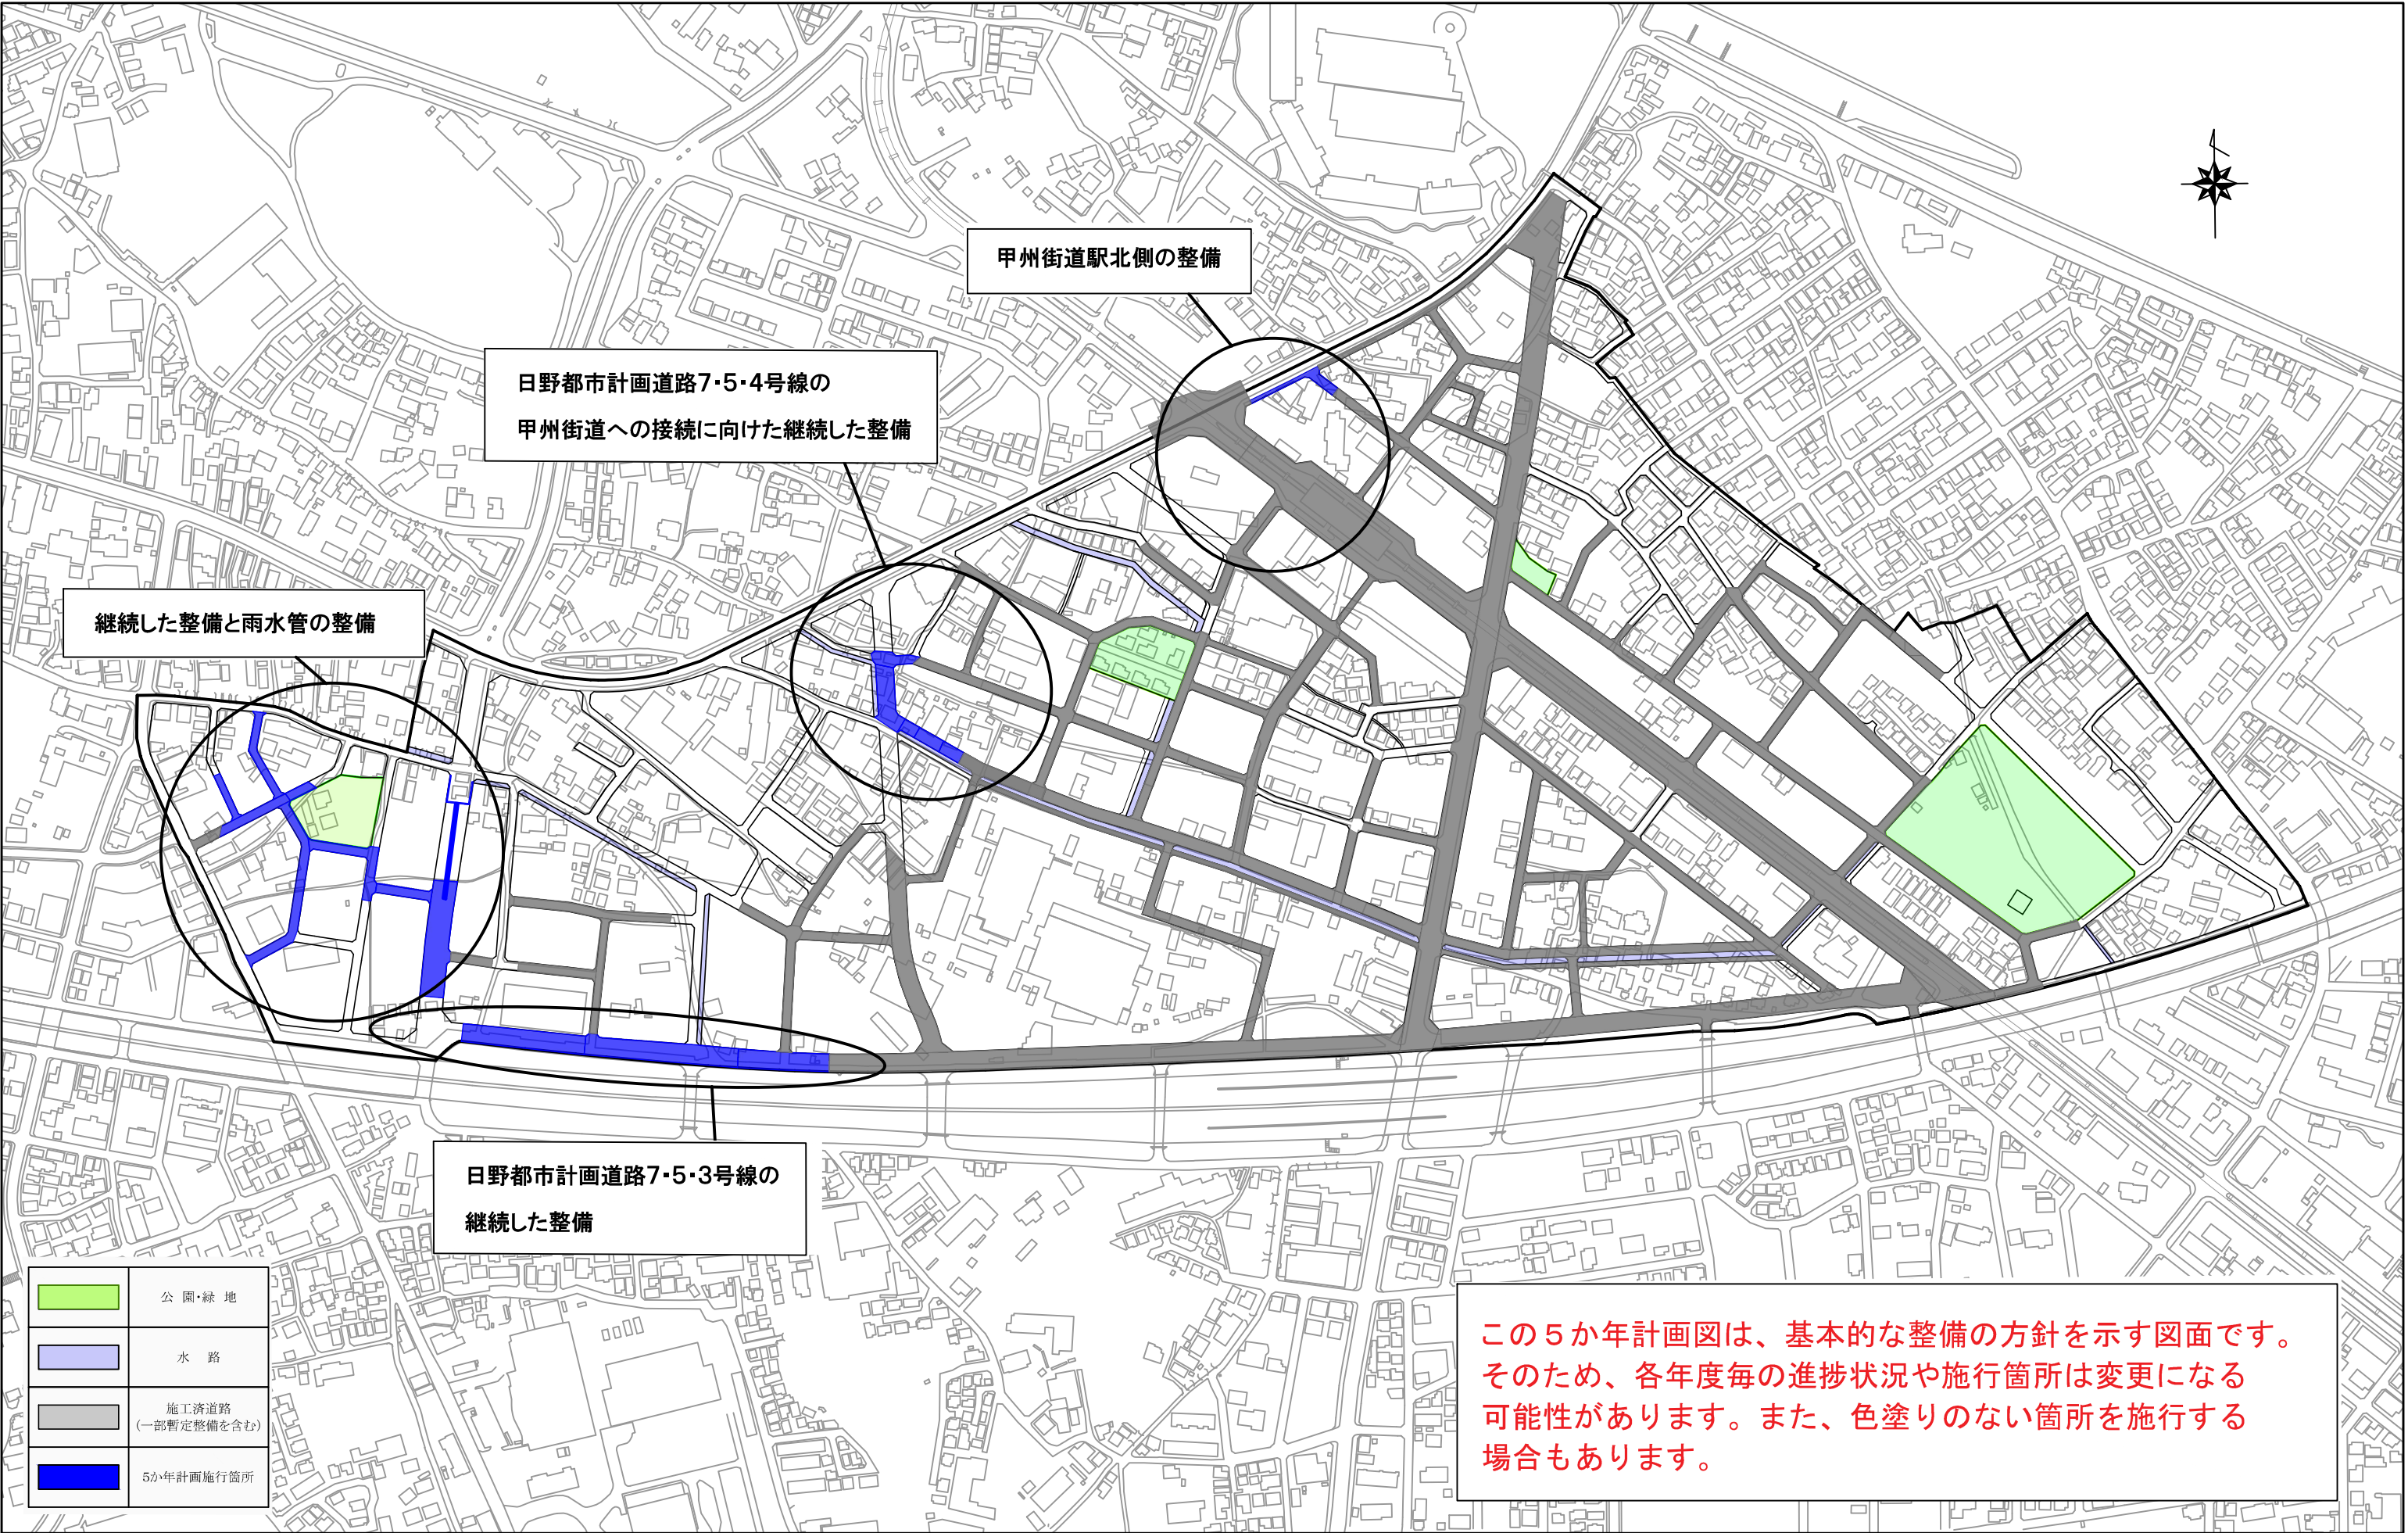 甲州街道駅北側の整備
日野都市計画道路7・5・4号線の
甲州街道への接続に向けた継続した整備
継続した整備と雨水管の整備
日野都市計画道路7・5・3号線の
継続した整備
公 園・緑 地
水 路
施工済道路
(一部暫定整備を含む)
5か年計画施行箇所
この5か年計画図は、基本的な整備の方針を示す図面です。
そのため、各年度毎の進捗状況や施行箇所は変更になる
可能性があります。また、色塗りのない箇所を施行する
場合もあります。